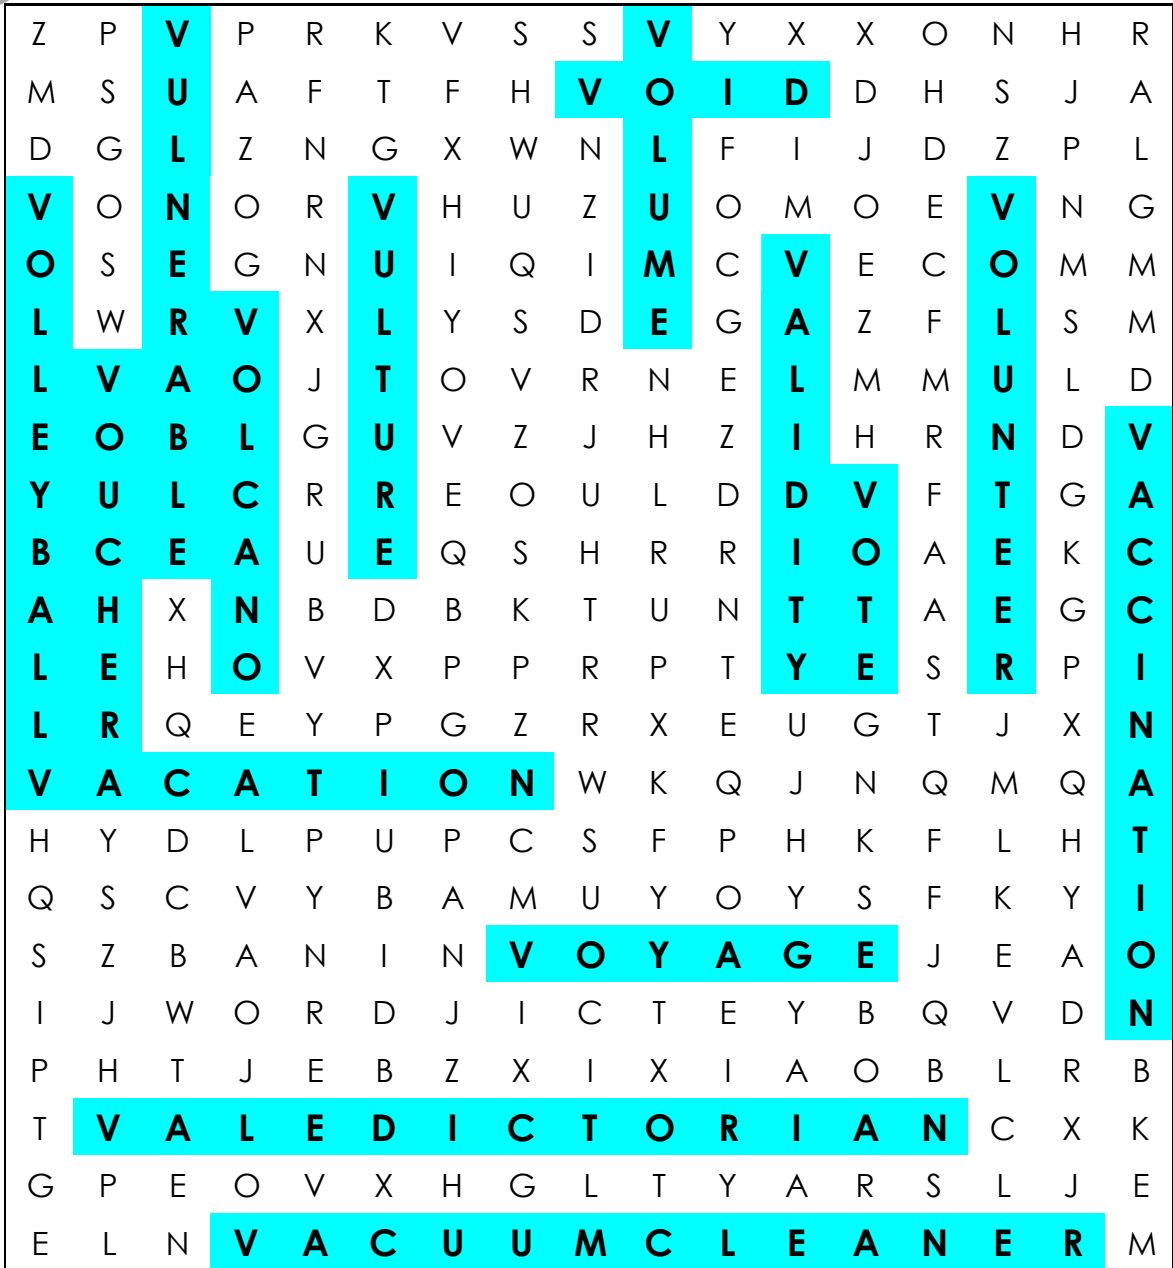 Z P V P R K V S S V Y X X O N H R
M S U A F T F H V O I D D H S J A
D G L Z N G X W N L F I J D Z P L
V O N O R V H U Z U O M O E V N G
O S E G N U I Q I M C V E C O M M
L W R V X L Y S D E G A Z F L S M
L V A O J T O V R N E L M M U L D
E O B L G U V Z J H Z I H R N D V
Y U L C R R E O U L D D V F T G A
B C E A U E Q S H R R I O A E K C
A H X N B D B K T U N T T A E G C
L E H O V X P P R P T Y E S R P I
L R Q E Y P G Z R X E U G T J X N
V A C A T I O N W K Q J N Q M Q A
H Y D L P U P C S F P H K F L H T
Q S C V Y B A M U Y O Y S F K Y I
S Z B A N I N V O Y A G E J E A O
I J W O R D J I C T E Y B Q V D N
P H T J E B Z X I X I A O B L R B
T V A L E D I C T O R I A N C X K
G P E O V X H G L T Y A R S L J E
E L N V A C U U M C L E A N E R M